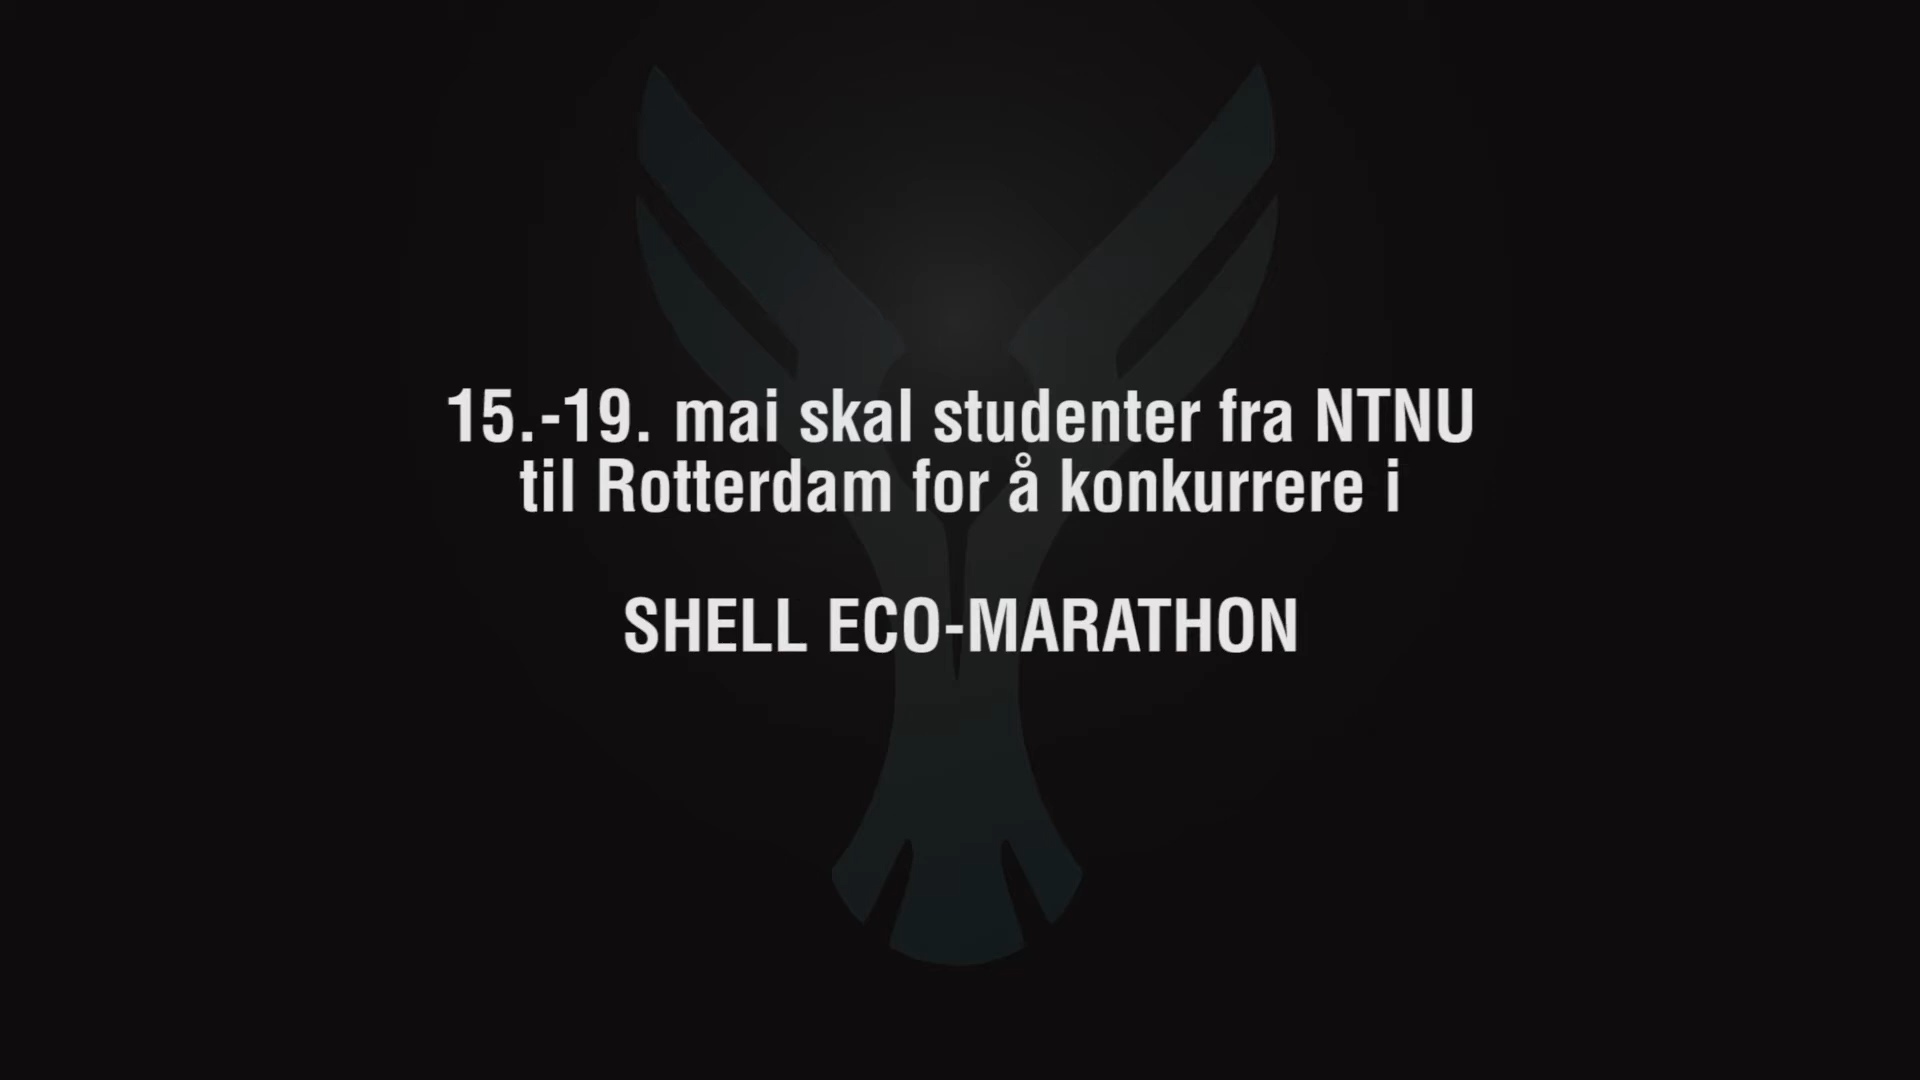 15.-19. mai skal studenter fra NTNU
til Rotterdam for å konkurrere i
SHELL ECO-MARATHON